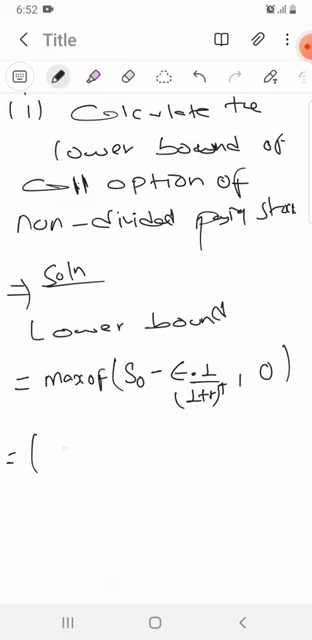 6:52
Title
(i) Calculate the
lower bound of
Call option of
non-divided paying stock
⇒ Soln
Lower bound
= max of (S₀ − E·1/(1+r)ᵗ, 0)
= (